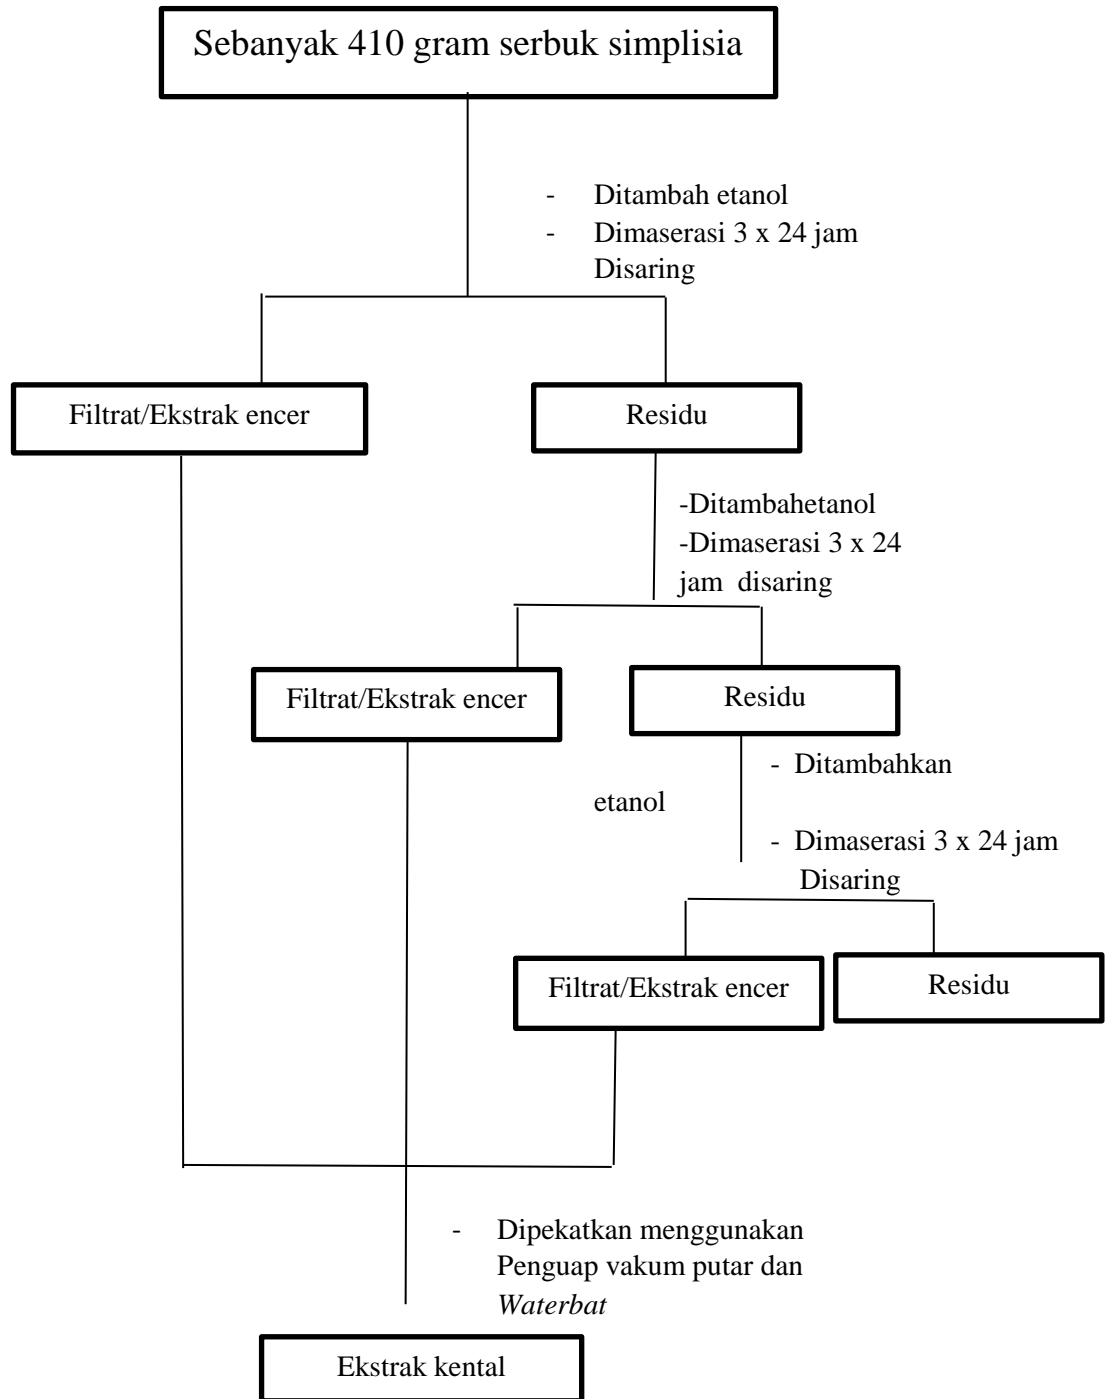 Sebanyak 410 gram serbuk simplisia
- Ditambah etanol
- Dimaserasi 3 x 24 jam
Disaring
Filtrat/Ekstrak encer
Residu
-Ditambahetanol
-Dimaserasi 3 x 24
jam disaring
Filtrat/Ekstrak encer
Residu
- Ditambahkan
etanol
- Dimaserasi 3 x 24 jam
Disaring
Filtrat/Ekstrak encer
Residu
- Dipekatkan menggunakan
Penguap vakum putar dan
Waterbat
Ekstrak kental